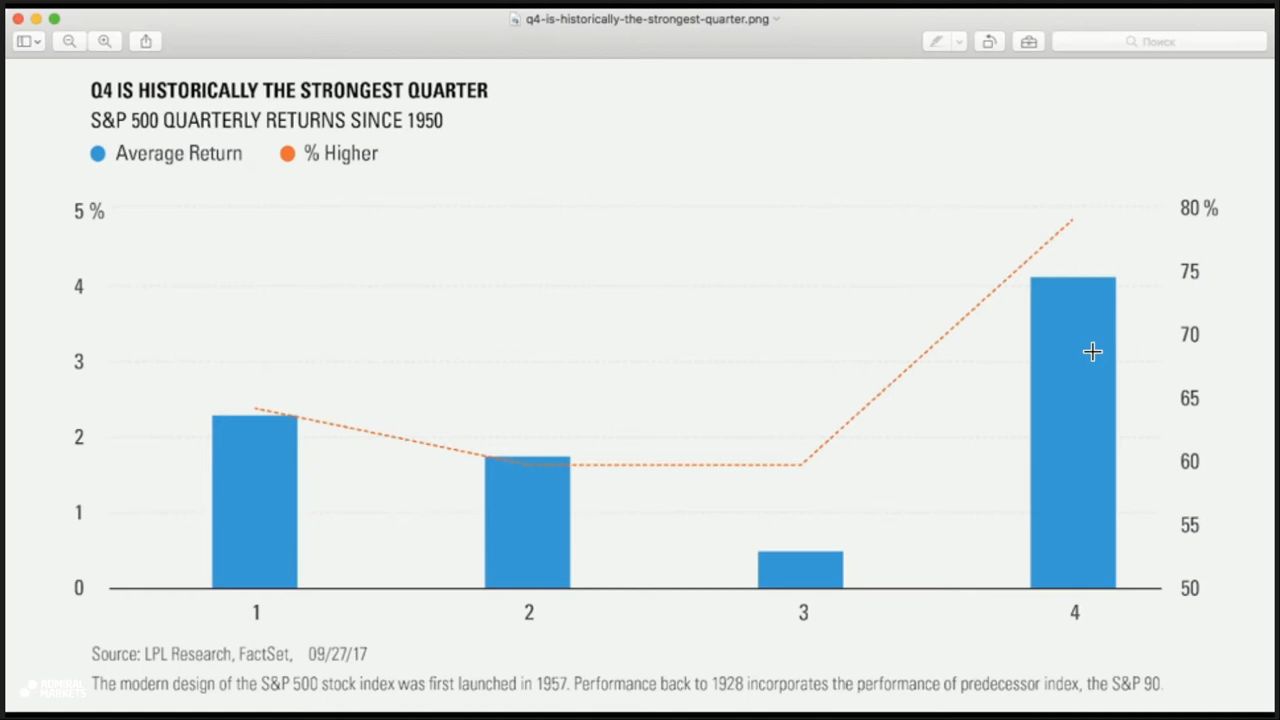 q4-is-historically-the-strongest-quarter.png
Поиск
Q4 IS HISTORICALLY THE STRONGEST QUARTER
S&P 500 QUARTERLY RETURNS SINCE 1950
Average Return % Higher
5 % 80 %
75
4
70
3
65
2
60
1 55
0 50
1 2 3 4
Source: LPL Research, FactSet, 09/27/17
The modern design of the S&P 500 stock index was first launched in 1957. Performance back to 1928 incorporates the performance of predecessor index, the S&P 90.
ADMIRAL
MARKETS